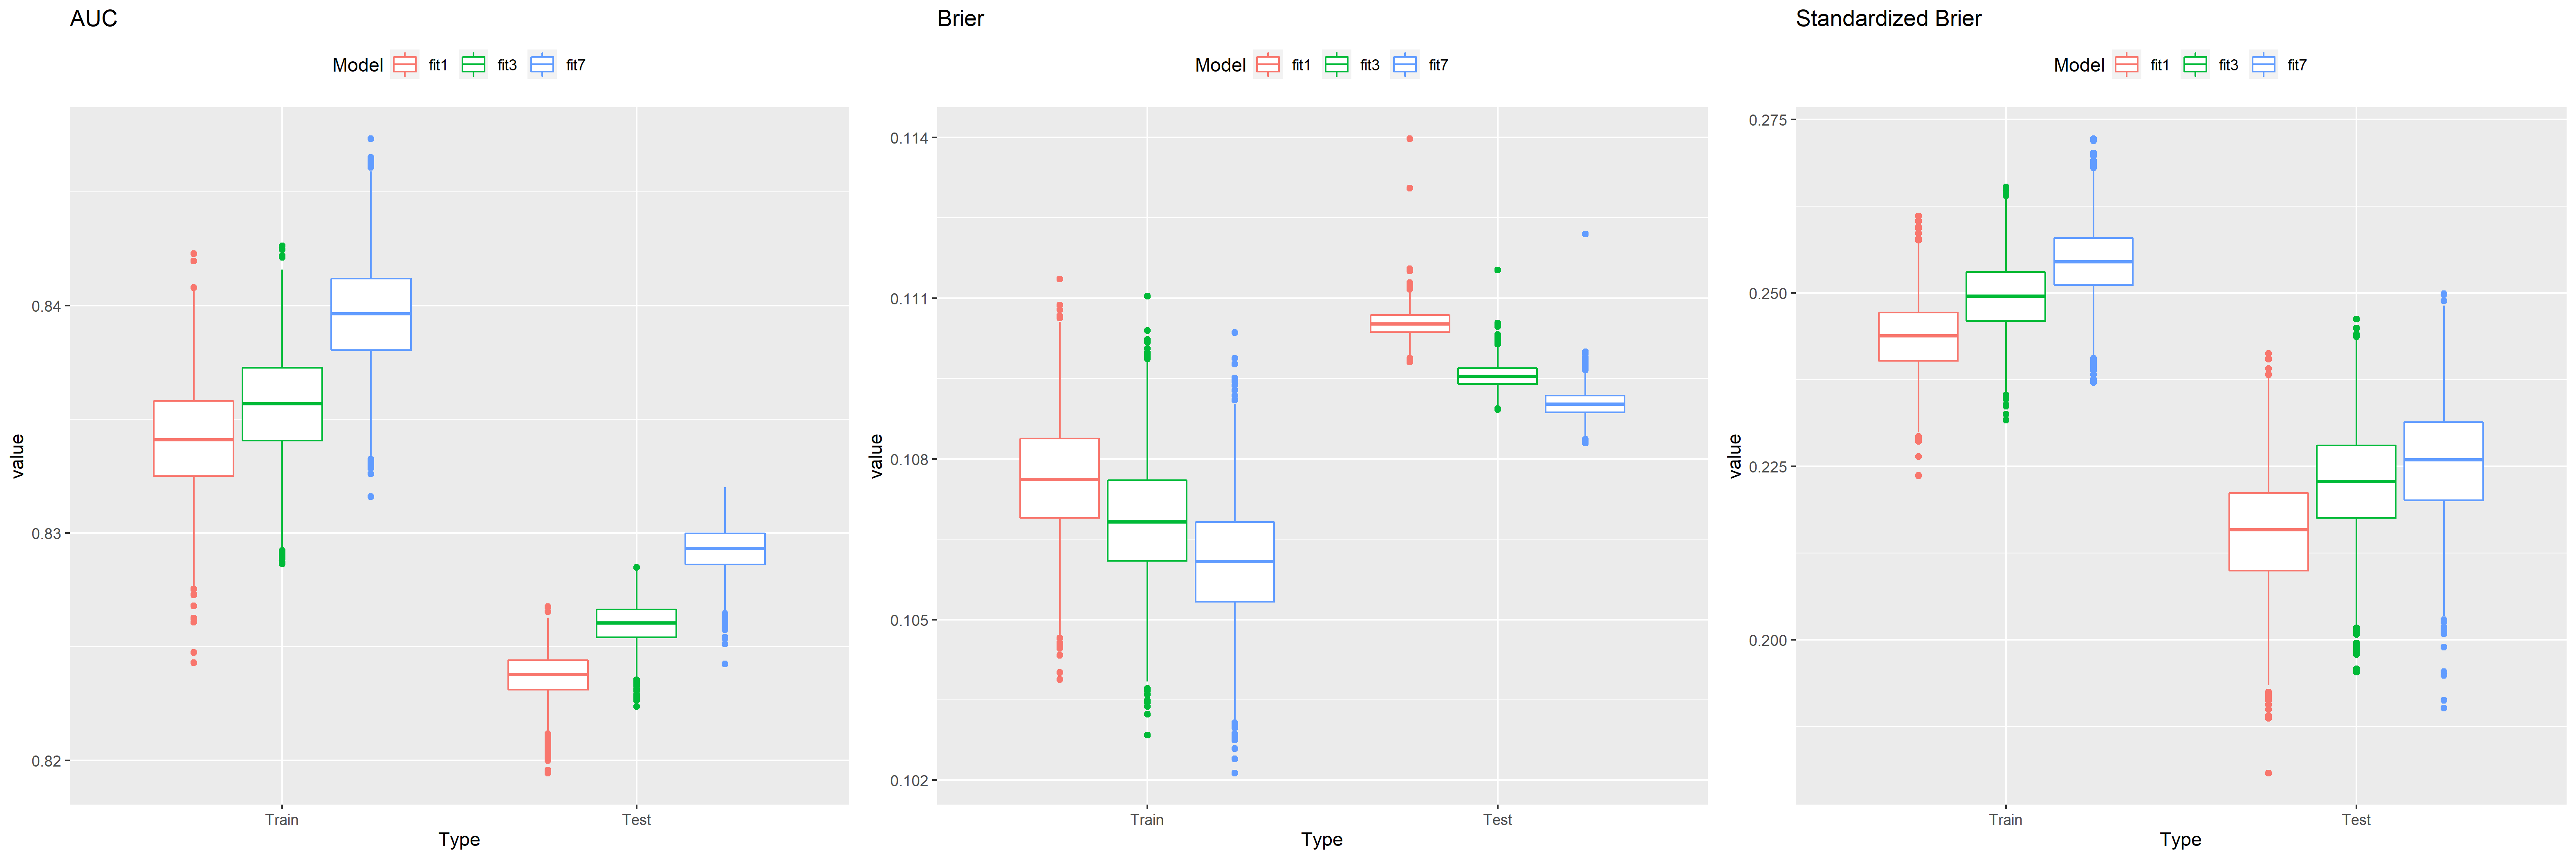 AUC
Model fit1 fit3 fit7
0.84
0.83
0.82
value
Train Test
Type
Brier
Model fit1 fit3 fit7
0.114
0.111
0.108
0.105
0.102
value
Train Test
Type
Standardized Brier
Model fit1 fit3 fit7
0.275
0.250
0.225
0.200
value
Train Test
Type